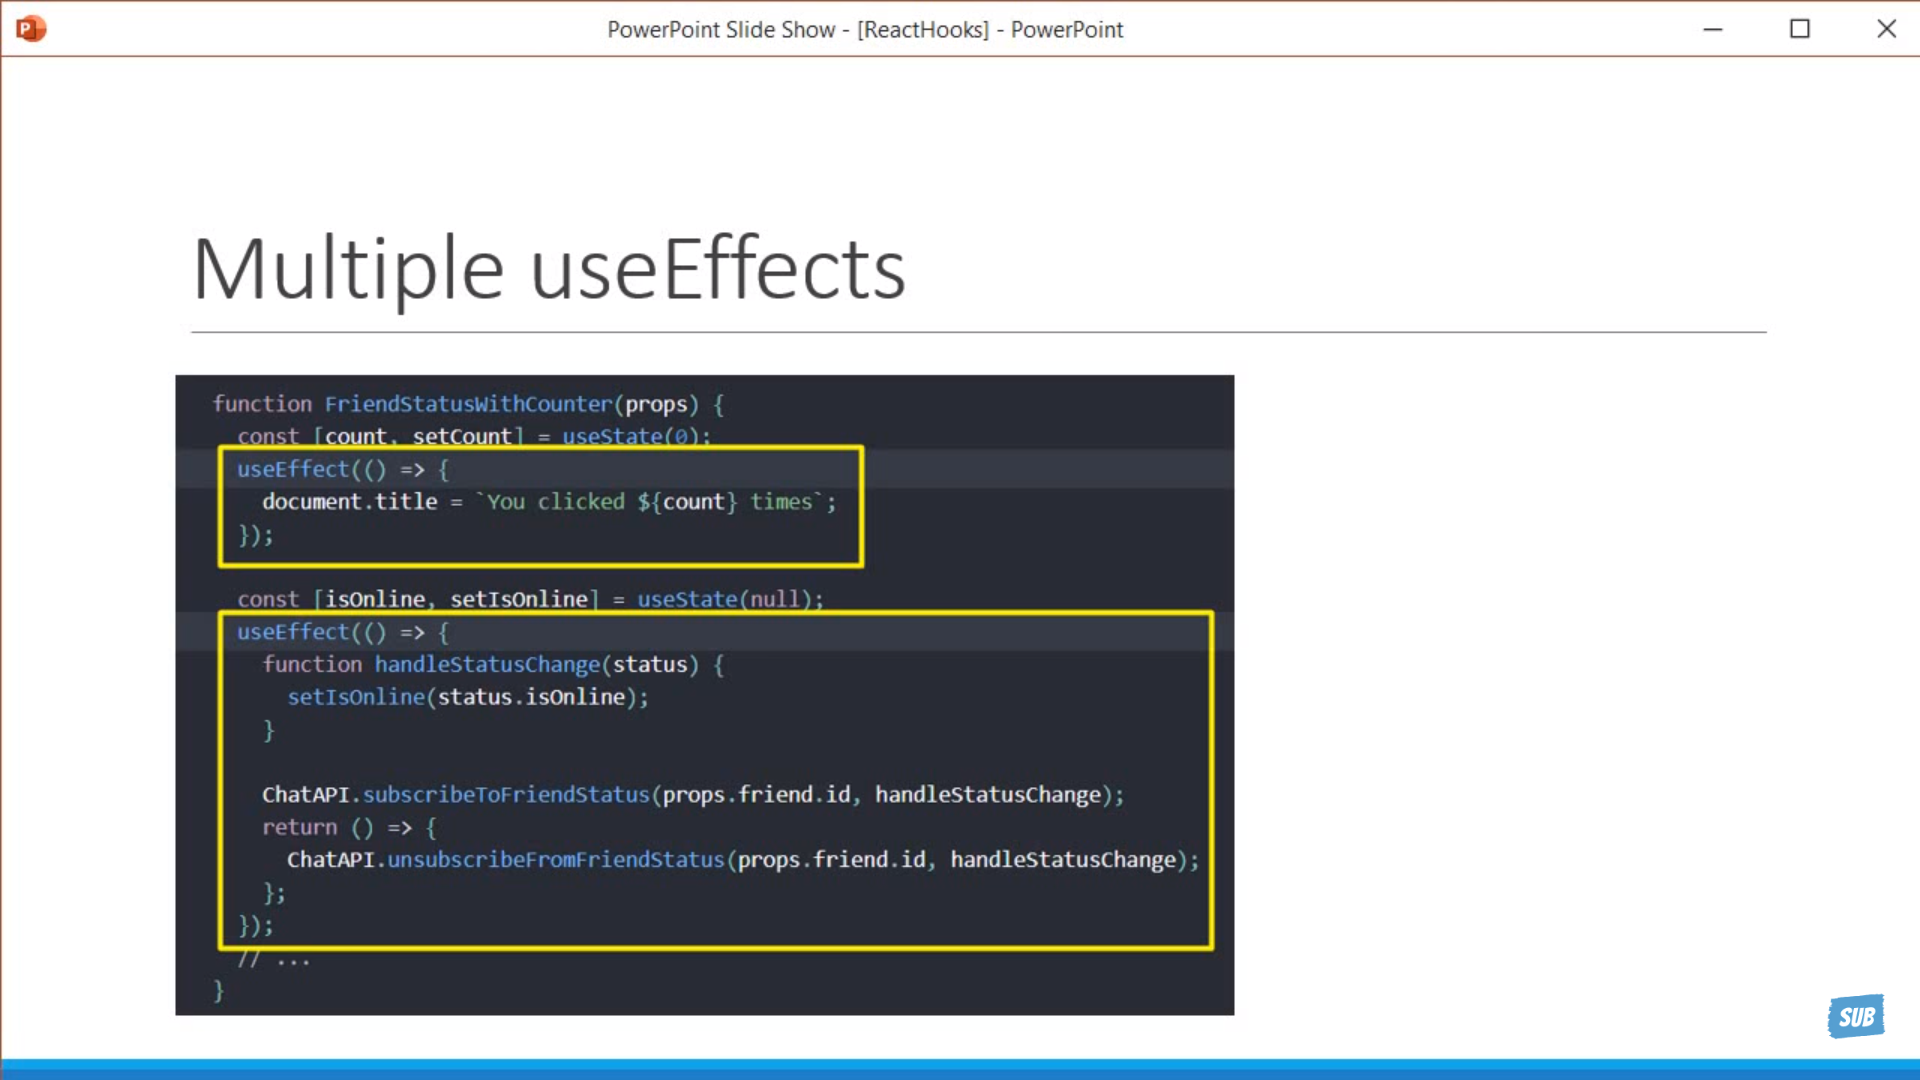 PowerPoint Slide Show - [ReactHooks] - PowerPoint
Multiple useEffects
function FriendStatusWithCounter(props) {
const [count, setCount] = useState(0);
useEffect(() => {
document.title = `You clicked ${count} times`;
});
const [isOnline, setIsOnline] = useState(null);
useEffect(() => {
function handleStatusChange(status) {
setIsOnline(status.isOnline);
}
ChatAPI.subscribeToFriendStatus(props.friend.id, handleStatusChange);
return () => {
ChatAPI.unsubscribeFromFriendStatus(props.friend.id, handleStatusChange);
};
});
// ...
}
SUB